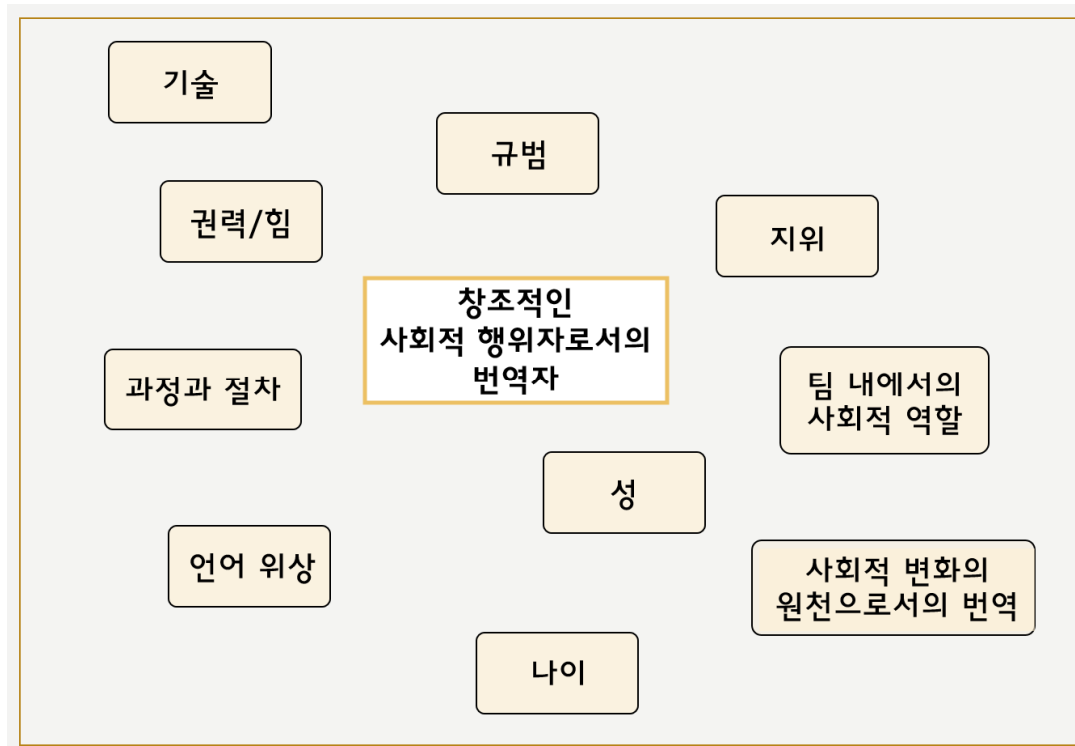 기술
규범
권력/힘
지위
창조적인
사회적 행위자로서의
번역자
과정과 절차
팀 내에서의
사회적 역할
성
언어 위상
사회적 변화의
원천으로서의 번역
나이